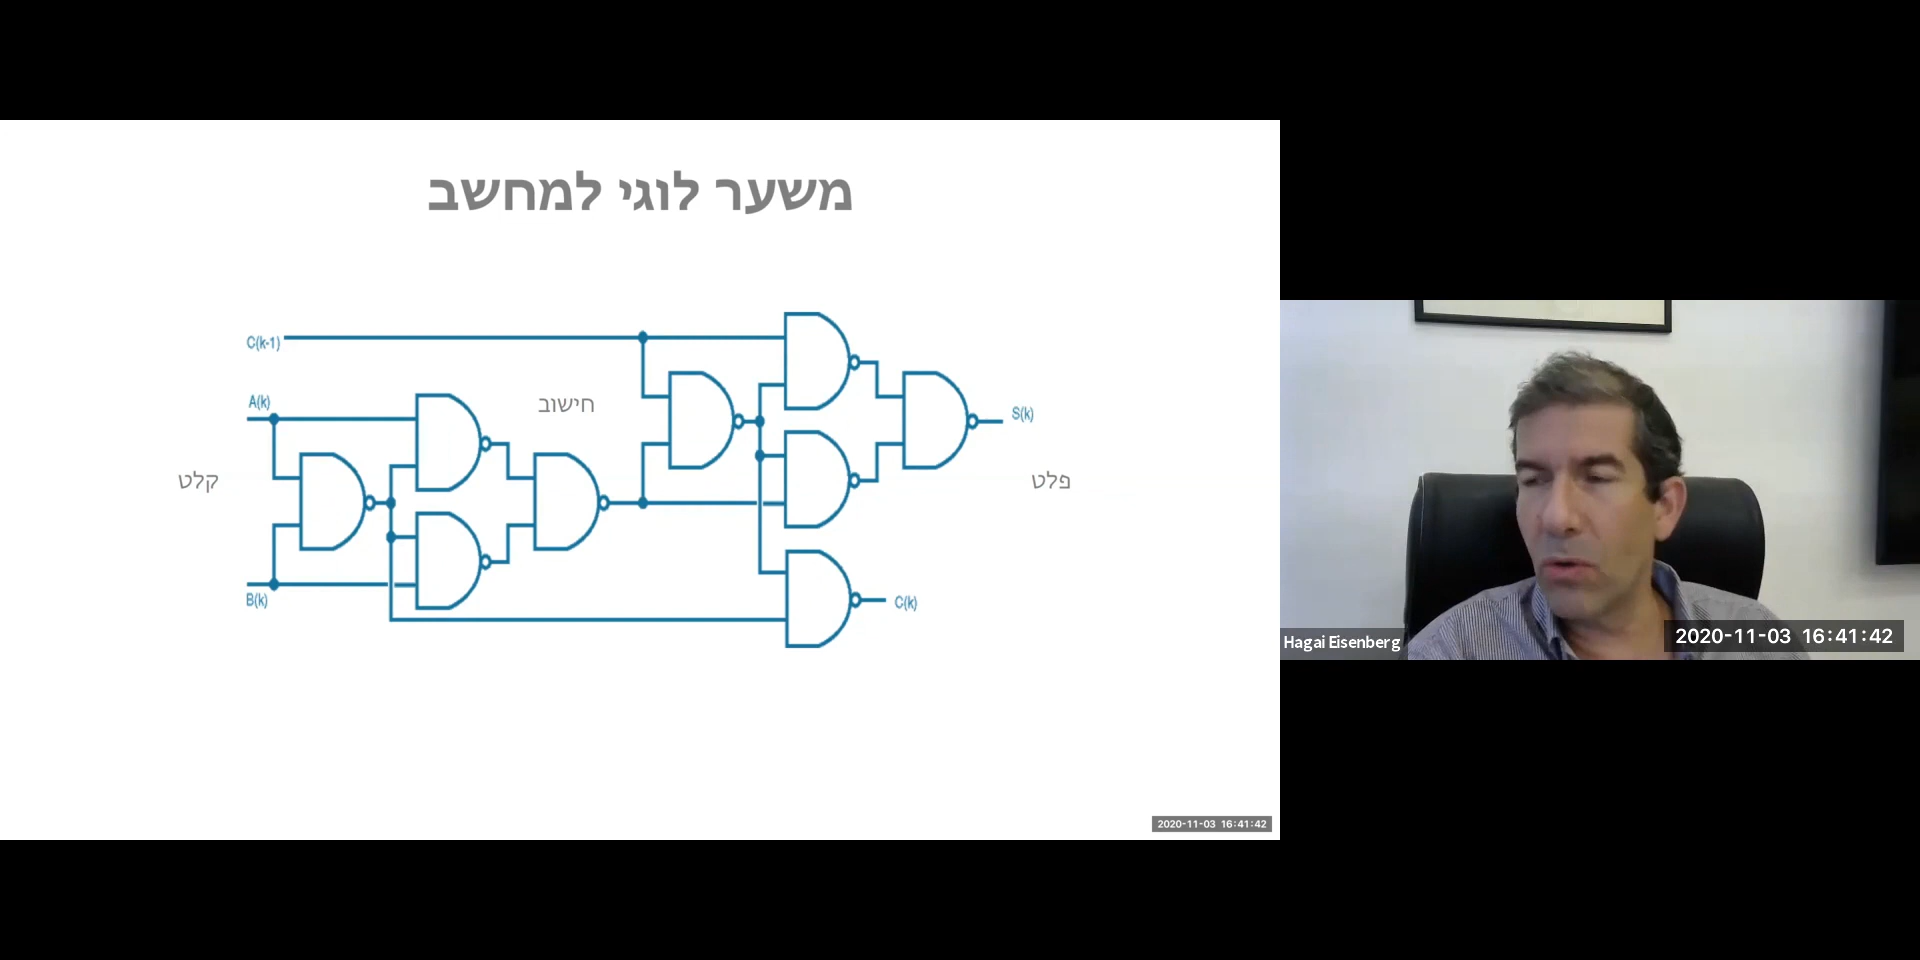 משער לוגי למחשב
C(k-1)
A(k)
חישוב
S(k)
קלט
פלט
B(k)
C(k)
Hagai Eisenberg
2020-11-03 16:41:42
2020-11-03 16:41:42